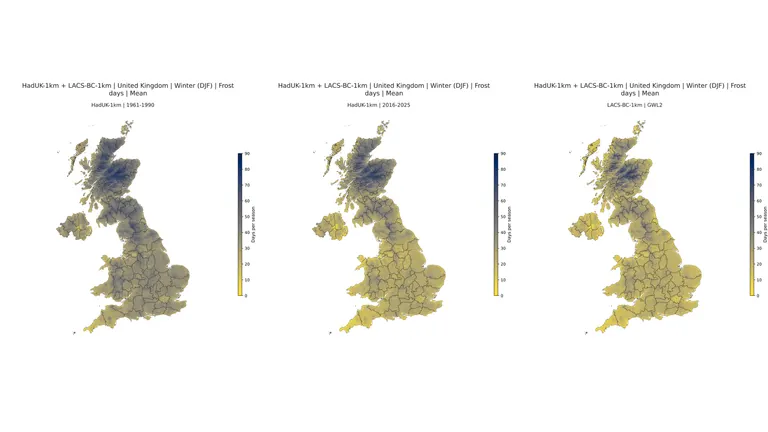 HadUK-1km + LACS-BC-1km | United Kingdom | Winter (DJF) | Frost
days | Mean
HadUK-1km | 1961-1990
90
80
70
60
50
40
30
20
10
0
Days per season
HadUK-1km + LACS-BC-1km | United Kingdom | Winter (DJF) | Frost
days | Mean
HadUK-1km | 2016-2025
90
80
70
60
50
40
30
20
10
0
Days per season
HadUK-1km + LACS-BC-1km | United Kingdom | Winter (DJF) | Frost
days | Mean
LACS-BC-1km | GWL2
90
80
70
60
50
40
30
20
10
0
Days per season